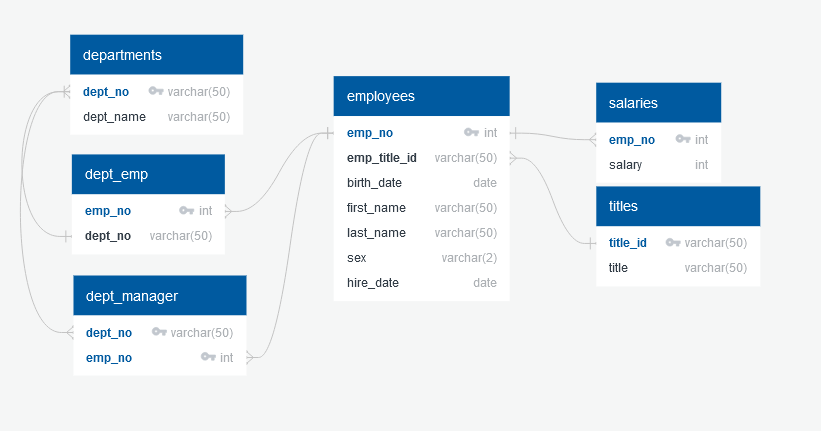 departments
dept_no varchar(50)
dept_name varchar(50)
dept_emp
emp_no int
dept_no varchar(50)
dept_manager
dept_no varchar(50)
emp_no int
employees
emp_no int
emp_title_id varchar(50)
birth_date date
first_name varchar(50)
last_name varchar(50)
sex varchar(2)
hire_date date
salaries
emp_no int
salary int
titles
title_id varchar(50)
title varchar(50)